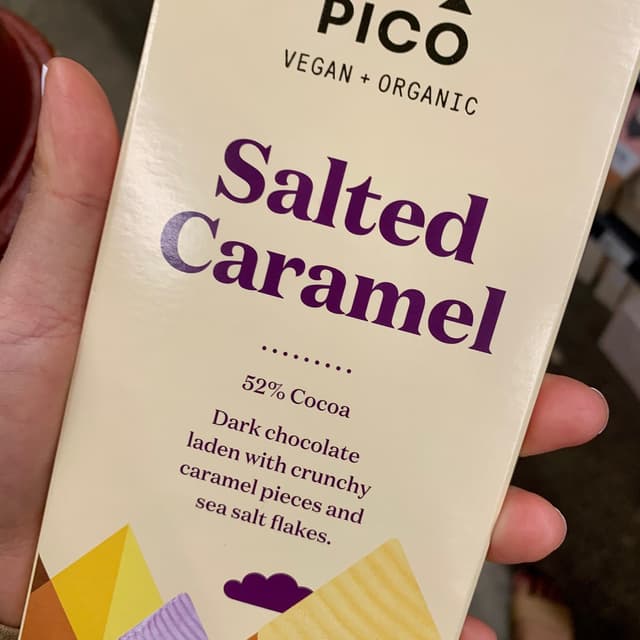 PICO
VEGAN + ORGANIC
Salted
Caramel
52% Cocoa
Dark chocolate
laden with crunchy
caramel pieces and
sea salt flakes.